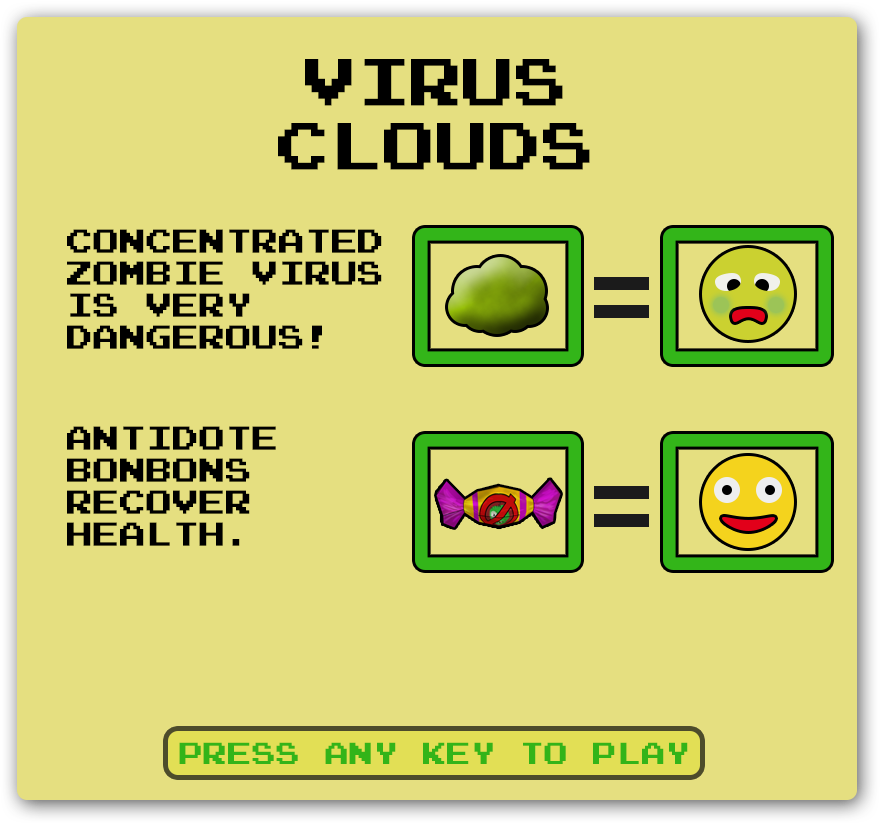 VIRUS
CLOUDS
CONCENTRATED
ZOMBIE VIRUS
IS VERY
DANGEROUS!
ANTIDOTE
BONBONS
RECOVER
HEALTH.
PRESS ANY KEY TO PLAY